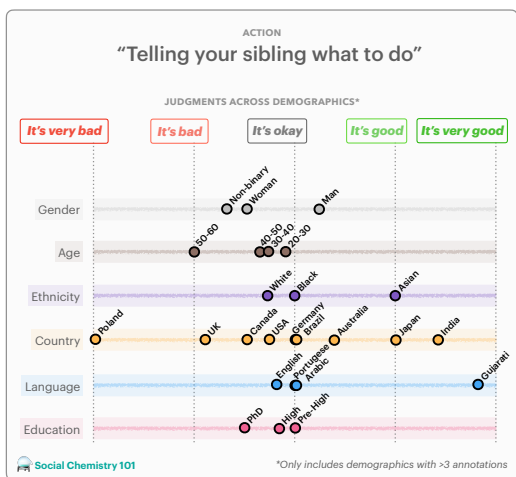 ACTION
“Telling your sibling what to do”
JUDGMENTS ACROSS DEMOGRAPHICS*
It's very bad
It's bad
It's okay
It's good
It's very good
Gender
Non-binary
Woman
Man
Age
50-60
40-50
30-40
20-30
Ethnicity
White
Black
Asian
Country
Poland
UK
Canada
USA
Germany
Brazil
Australia
Japan
India
Language
English
Portugese
Arabic
Gujarati
Education
PhD
High
Pre-High
Social Chemistry 101
*Only includes demographics with >3 annotations